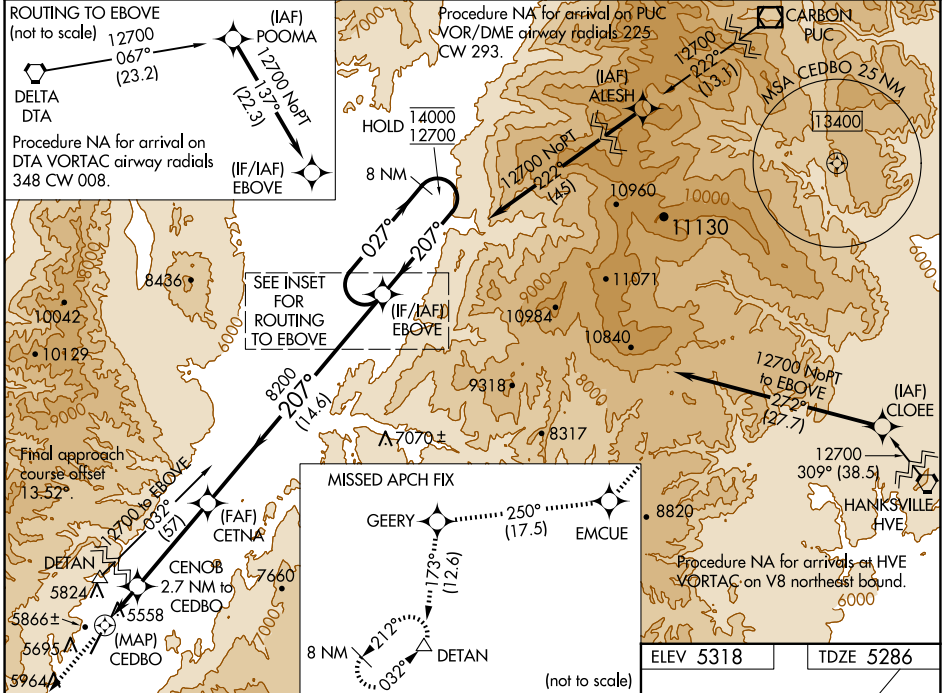 ROUTING TO EBOVE
(not to scale)
12700
067°
(23.2)
(IAF)
POOMA
12700 NoPT
137°
(22.3)
DELTA
DTA
Procedure NA for arrival on
DTA VORTAC airway radials
348 CW 008.
(IF/IAF)
EBOVE
Procedure NA for arrival on PUC
VOR/DME airway radials 225
CW 293.
CARBON
PUC
12700
222°
(13.1)
(IAF)
ALESH
MSA CEDBO 25 NM
13400
HOLD 14000
12700
8 NM
12700 NoPT
222°
(45)
027°
207°
10960
10000
11130
8436
6000
10042
10129
SEE INSET
FOR
ROUTING
TO EBOVE
(IF/IAF)
EBOVE
11071
10984
10840
6000
8200
207°
(14.6)
9318
8000
12700 NoPT
to EBOVE
272°
(27.7)
(IAF)
CLOEE
7070±
8317
12700
309° (38.5)
HANKSVILLE
HVE
Final approach
course offset
13.52°.
12700 to EBOVE
032°
(57)
(FAF)
CETNA
MISSED APCH FIX
GEERY
250°
(17.5)
EMCUE
173°
(12.6)
8820
DETAN
5824
CENOB
2.7 NM to
CEDBO
7660
Procedure NA for arrivals at HVE
VORTAC on V8 northeast bound.
6000
5558
5866±
5695
(MAP)
CEDBO
7000
5964
212°
8 NM
032°
DETAN
(not to scale)
ELEV 5318
TDZE 5286